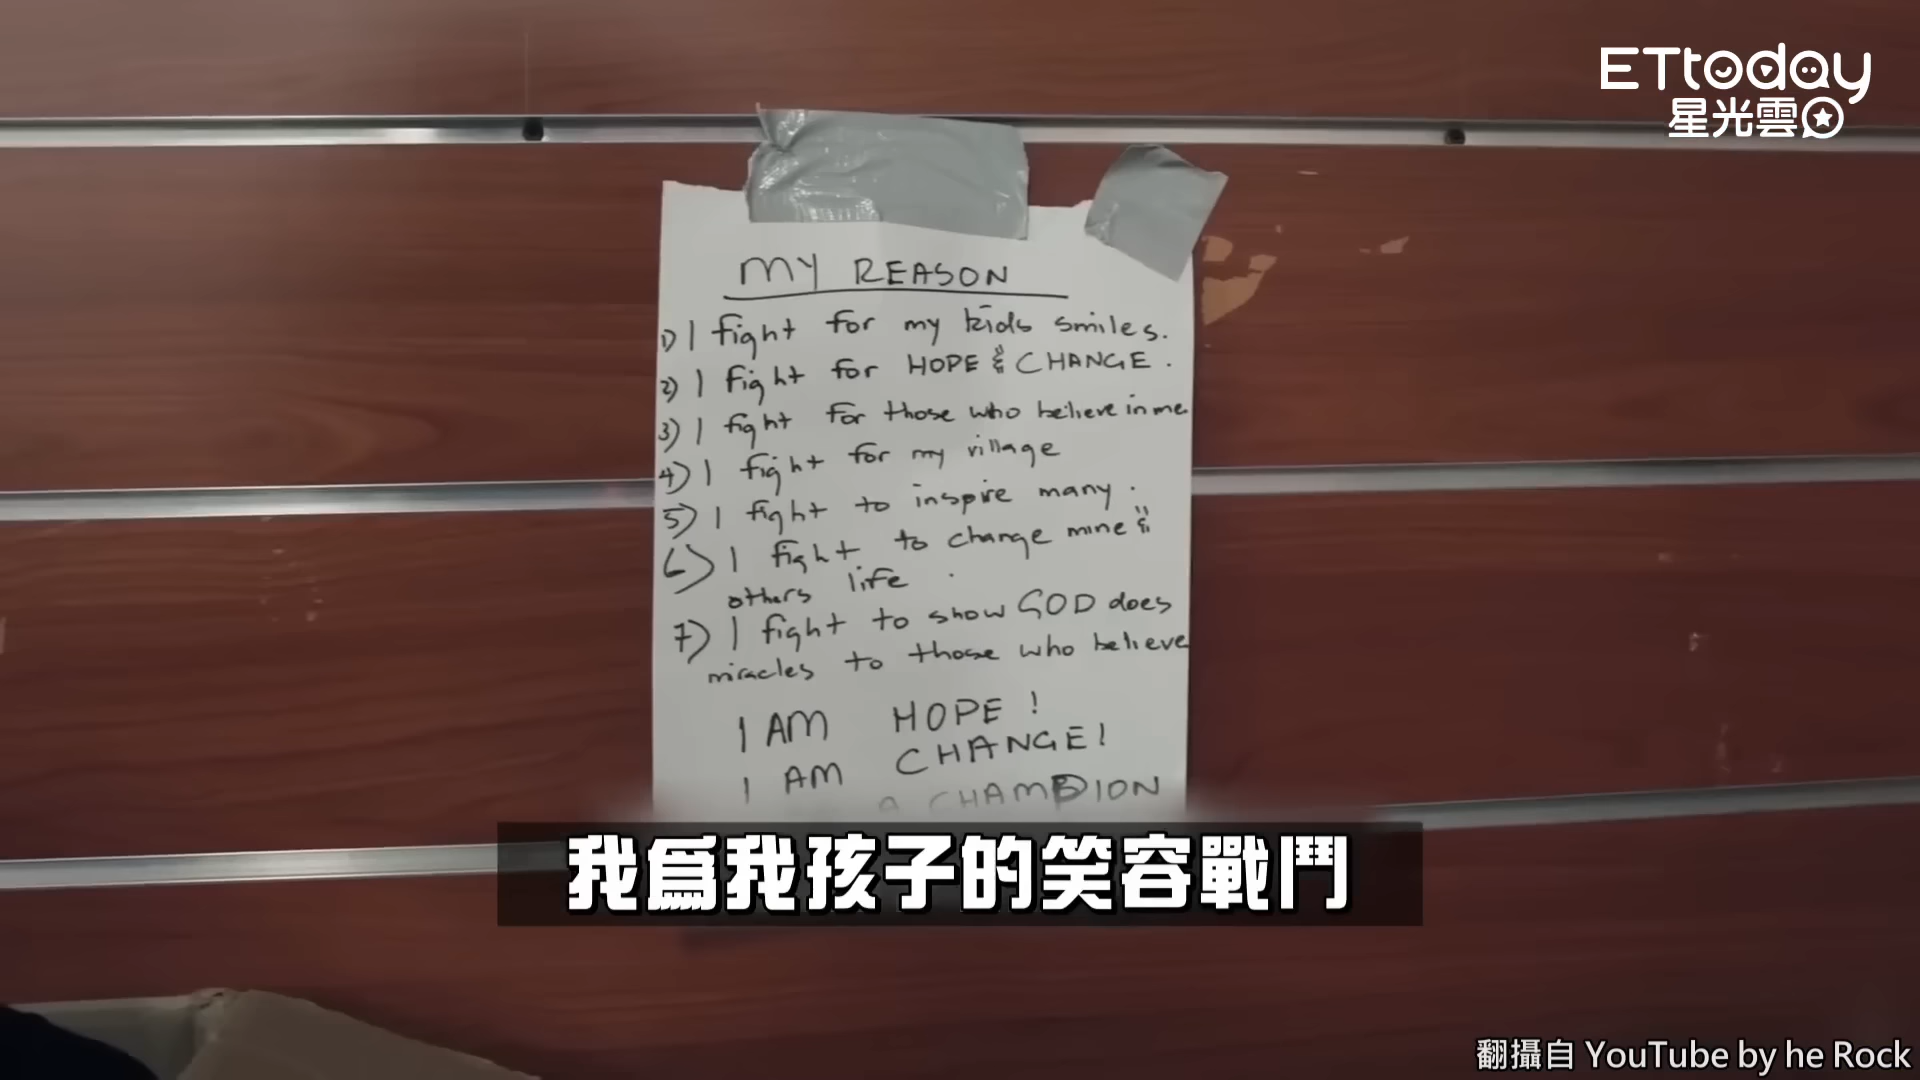 ETtoday
星光雲
MY REASON
1) I fight for my kids smiles.
2) I fight for HOPE & CHANGE.
3) I fight for those who believe in me.
4) I fight for my village
5) I fight to inspire many.
6) I fight to change mine &
others life.
7) I fight to show GOD does
miracles to those who believe
I AM HOPE!
I AM CHANGE!
A CHAMPION
我為我孩子的笑容戰鬥
翻攝自 YouTube by he Rock